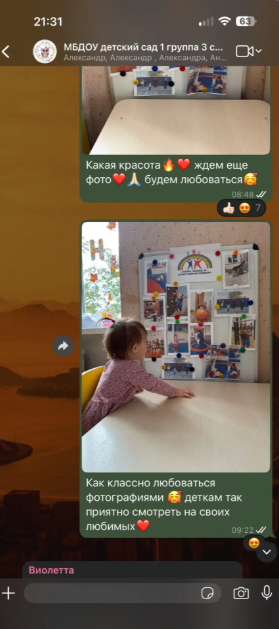 21:31
63
МБДОУ детский сад 1 группа 3 с...
Александр, Александр , Александра, Ан...
Какая красота🔥❤️ ждем еще
фото❤️🙏🏻 будем любоваться🥰
08:48
👍🏻😍 7
Как классно любоваться
фотографиями 🥰 деткам так
приятно смотреть на своих
любимых❤️
09:22
😍
Виолетта